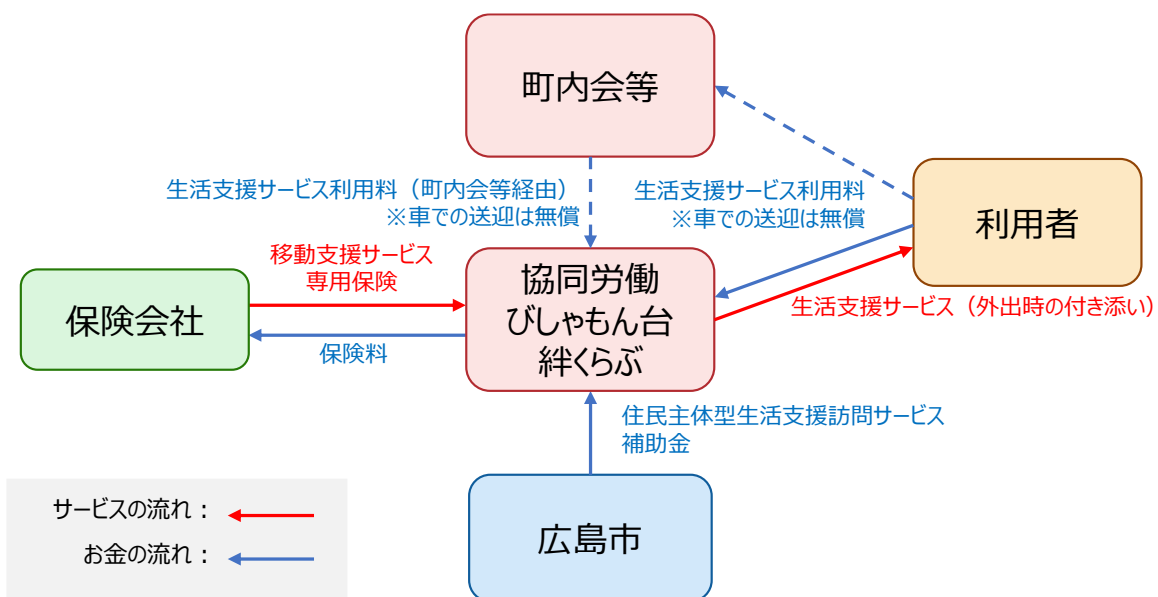 町内会等
生活支援サービス利用料（町内会等経由）
※車での送迎は無償
生活支援サービス利用料
※車での送迎は無償
利用者
移動支援サービス
専用保険
保険会社
協同労働
びしゃもん台
絆くらぶ
生活支援サービス（外出時の付き添い）
保険料
住民主体型生活支援訪問サービス
補助金
広島市
サービスの流れ：
お金の流れ：